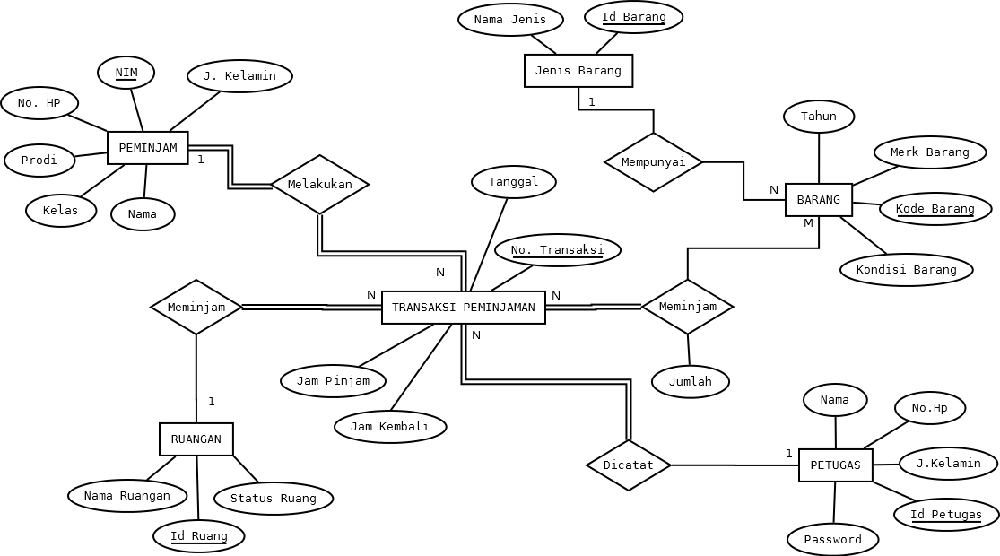 Nama Jenis
Id Barang
Jenis Barang
1
NIM
J. Kelamin
No. HP
PEMINJAM
Prodi
1
Kelas
Nama
Melakukan
Mempunyai
Tahun
Merk Barang
N
BARANG
Kode Barang
M
Kondisi Barang
Tanggal
No. Transaksi
N
N
TRANSAKSI PEMINJAMAN
N
N
Meminjam
Meminjam
Jumlah
Jam Pinjam
Jam Kembali
1
RUANGAN
Nama Ruangan
Status Ruang
Id Ruang
Dicatat
1
PETUGAS
Nama
No.Hp
J.Kelamin
Id Petugas
Password